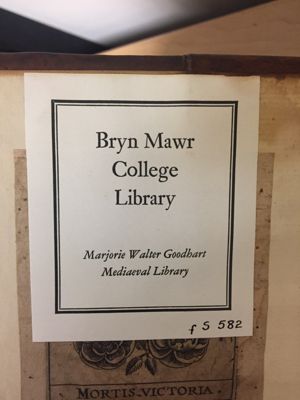 Bryn Mawr
College
Library
Marjorie Walter Goodhart
Mediaeval Library
f S 582
MORTIS·VICTORIA